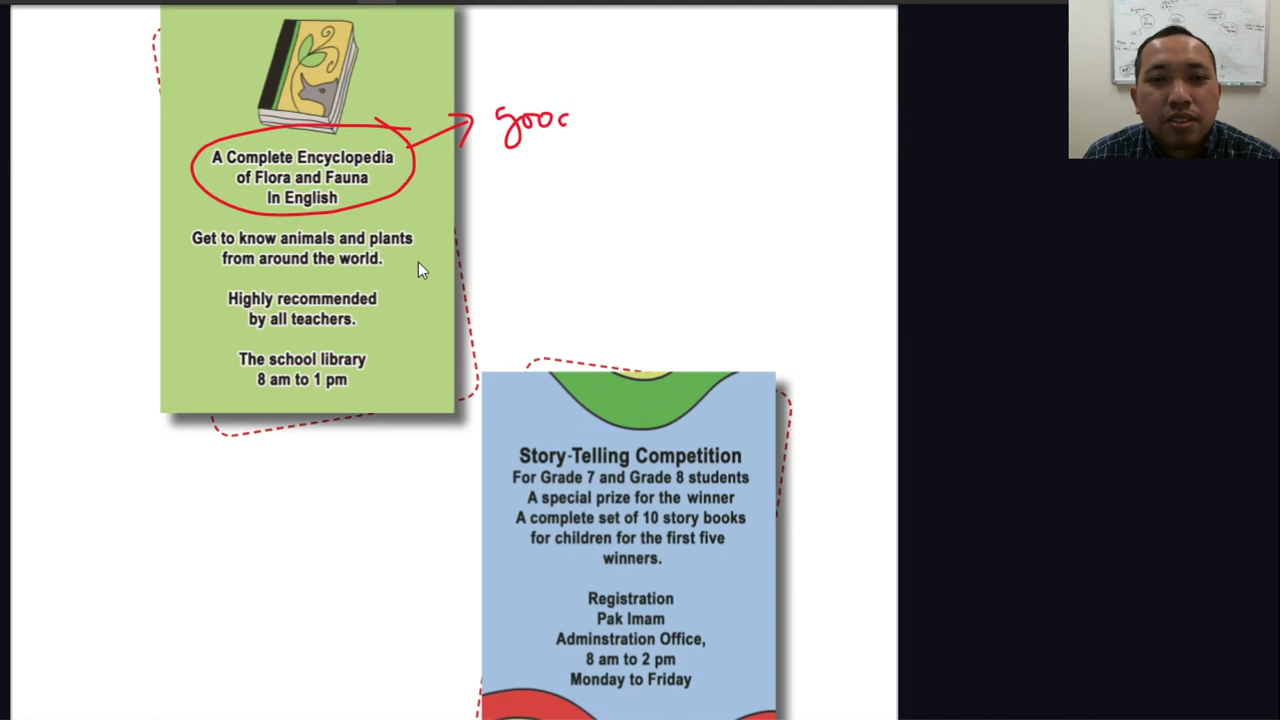 A Complete Encyclopedia
of Flora and Fauna
In English
Get to know animals and plants
from around the world.
Highly recommended
by all teachers.
The school library
8 am to 1 pm
Story-Telling Competition
For Grade 7 and Grade 8 students
A special prize for the winner
A complete set of 10 story books
for children for the first five
winners.
Registration
Pak Imam
Adminstration Office,
8 am to 2 pm
Monday to Friday